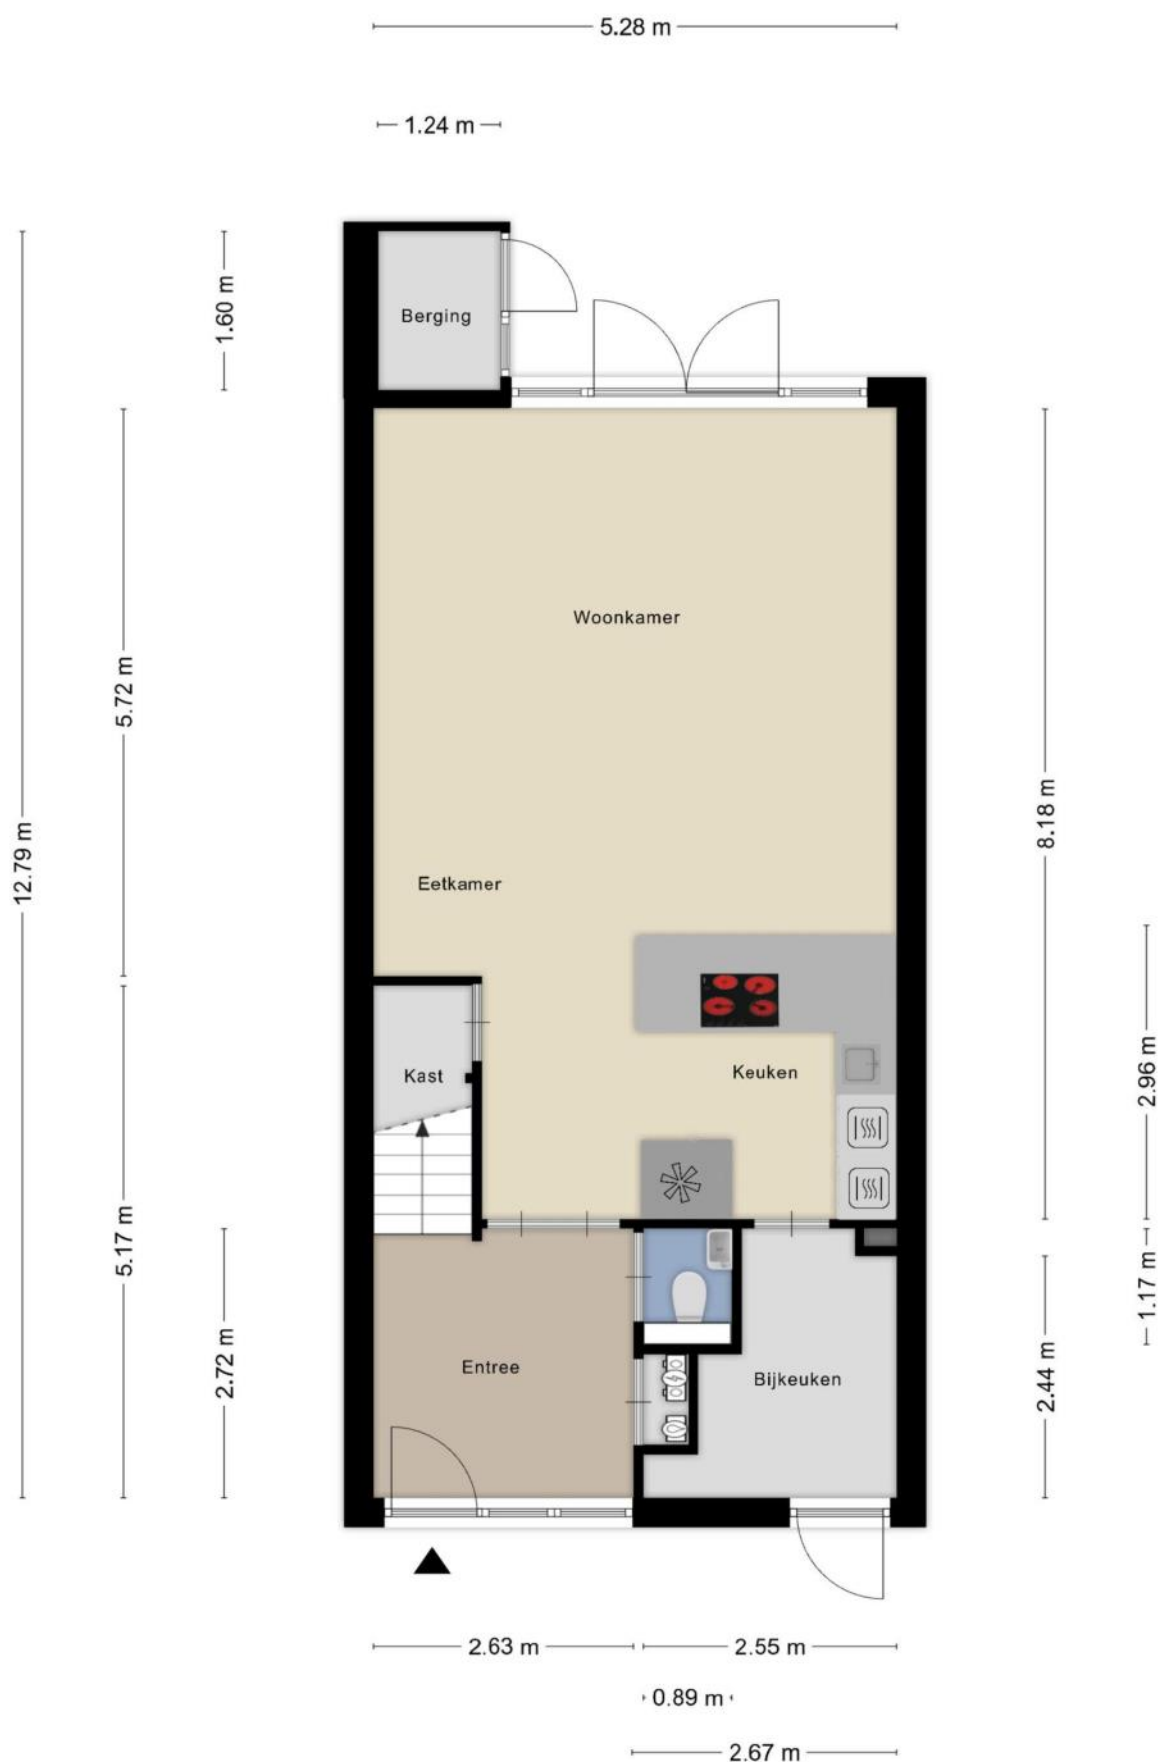 5.28 m
1.24 m
1.60 m
Berging
Woonkamer
5.72 m
8.18 m
12.79 m
Eetkamer
Keuken
Kast
2.96 m
5.17 m
1.17 m
Entree
Bijkeuken
2.72 m
2.44 m
2.63 m
2.55 m
0.89 m
2.67 m